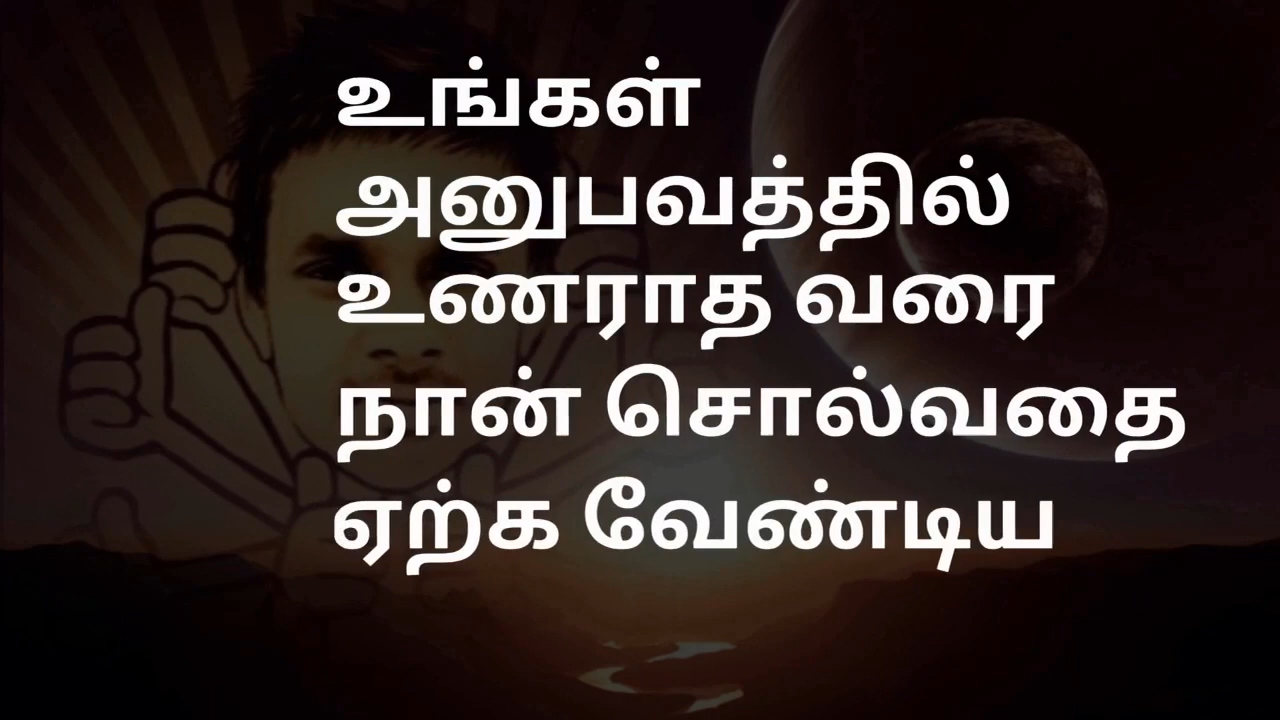 உங்கள்
அனுபவத்தில்
உணராத வரை
நான் சொல்வதை
ஏற்க வேண்டிய